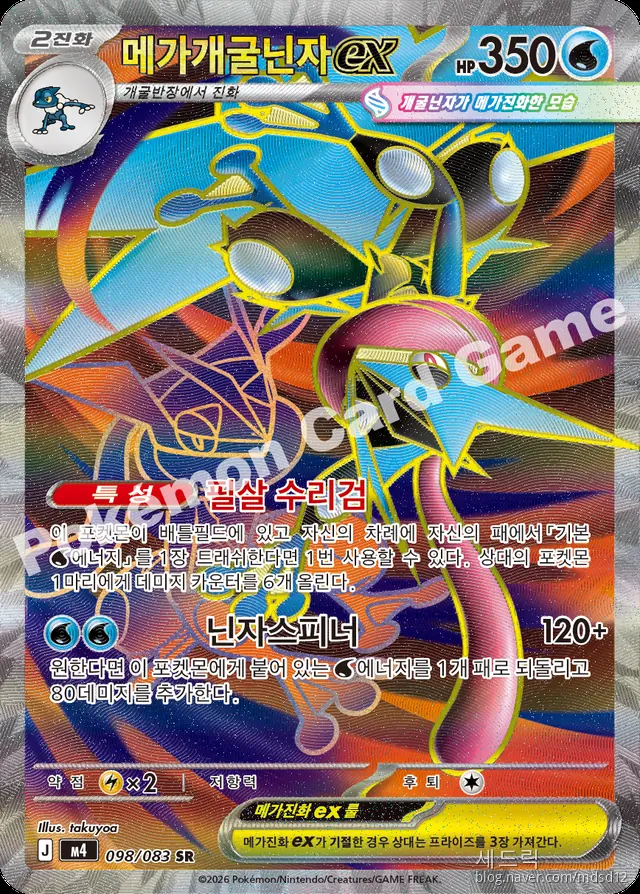 2진화
메가개굴닌자ex
HP 350
개굴반장에서 진화
개굴닌자가 메가진화한 모습
Pokémon Card Game
특성 필살 수리검
이 포켓몬이 배틀필드에 있고 자신의 차례에 자신의 패에서 「기본
에너지」를 1장 트래쉬한다면 1번 사용할 수 있다. 상대의 포켓몬
1마리에게 데미지 카운터를 6개 올린다.
닌자스피너 120+
원한다면 이 포켓몬에게 붙어 있는 에너지를 1개 패로 되돌리고
80데미지를 추가한다.
약점 ×2 저항력 후퇴
메가진화 ex 룰
메가진화 ex가 기절한 경우 상대는 프라이즈를 3장 가져간다.
Illus. takuyoa
J m4 098/083 SR
©2026 Pokémon/Nintendo/Creatures/GAME FREAK.
세드릭
blog.naver.com/mdsd12